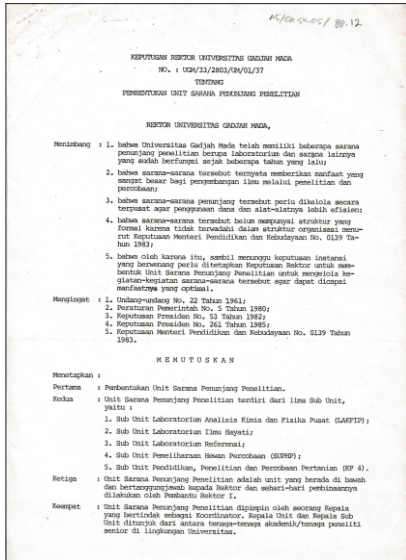 AS/OA.SK.05/ 88.12
KEPUTUSAN REKTOR UNIVERSITAS GADJAH MADA
NO. : UGM/33/2803/UM/01/37
TENTANG
PEMBENTUKAN UNIT SARANA PENUNJANG PENELITIAN
REKTOR UNIVERSITAS GADJAH MADA,
Menimbang : 1. bahwa Universitas Gadjah Mada telah memiliki beberapa sarana
penunjang penelitian berupa laboratorium dan sarana lainnya
yang sudah berfungsi sejak beberapa tahun yang lalu;
2. bahwa sarana-sarana tersebut ternyata memberikan manfaat yang
sangat besar bagi pengembangan ilmu melalui penelitian dan
percobaan;
3. bahwa sarana-sarana penunjang tersebut perlu dikelola secara
terpusat agar penggunaan dana dan alat-alatnya lebih efisien;
4. bahwa sarana-sarana tersebut belum mempunyai struktur yang
formal karena tidak terwadahi dalam struktur organisasi menu-
rut Keputusan Menteri Pendidikan dan Kebudayaan No. 0139 Ta-
hun 1983;
5. bahwa oleh karena itu, sambil menunggu keputusan instansi
yang berwenang perlu ditetapkan Keputusan Rektor untuk mem-
bentuk Unit Sarana Penunjang Penelitian untuk mengelola ke-
giatan-kegiatan sarana-sarana tersebut agar dapat dicapai
manfaatnya yang optimal.
Mengingat : 1. Undang-undang No. 22 Tahun 1961;
2. Peraturan Pemerintah No. 5 Tahun 1980;
3. Keputusan Presiden No. 53 Tahun 1982;
4. Keputusan Presiden No. 261 Tahun 1985;
5. Keputusan Menteri Pendidikan dan Kebudayaan No. 0139 Tahun
1983.
M E M U T U S K A N
Menetapkan :
Pertama : Pembentukan Unit Sarana Penunjang Penelitian.
Kedua : Unit Sarana Penunjang Penelitian terdiri dari lima Sub Unit,
yaitu :
1. Sub Unit Laboratorium Analisis Kimia dan Fisika Pusat (LAKFIP);
2. Sub Unit Laboratorium Ilmu Hayati;
3. Sub Unit Laboratorium Referensi;
4. Sub Unit Pemeliharaan Hewan Percobaan (SUPHP);
5. Sub Unit Pendidikan, Penelitian dan Percobaan Pertanian (KP 4).
Ketiga : Unit Sarana Penunjang Penelitian adalah unit yang berada di bawah
dan bertanggungjawab kepada Rektor dan sehari-hari pembinaannya
dilakukan oleh Pembantu Rektor I.
Keempat : Unit Sarana Penunjang Penelitian dipimpin oleh seorang Kepala
yang bertindak sebagai Koordinator. Kepala Unit dan Kepala Sub
Unit ditunjuk dari antara tenaga-tenaga akademik/tenaga peneliti
senior di lingkungan Universitas.